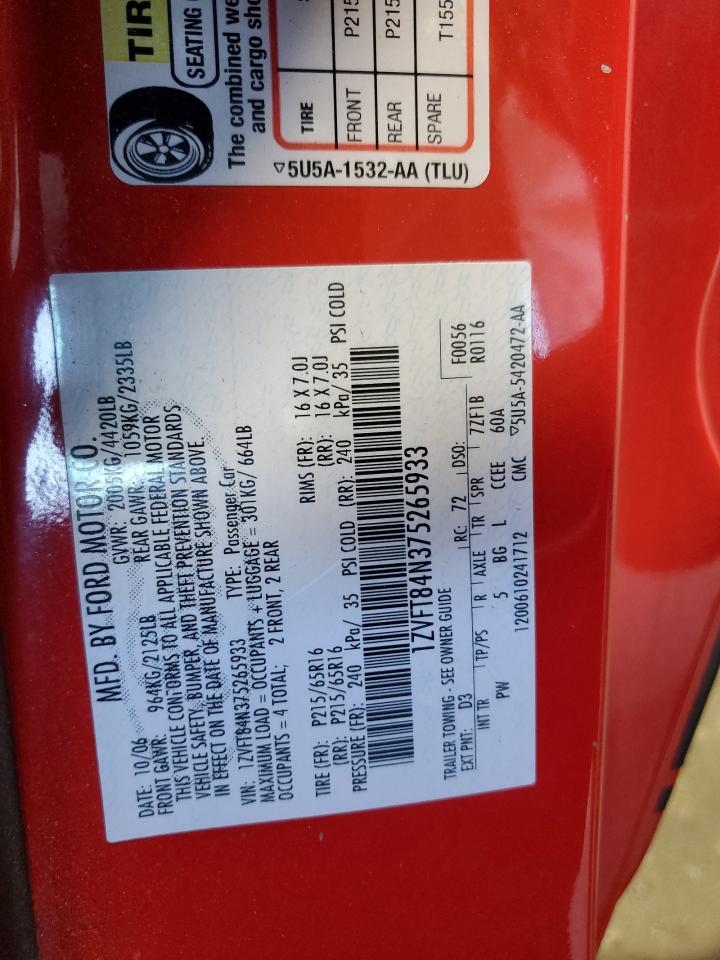 TIR
SEATING
The combined we
and cargo sho
TIRE
FRONT P215
REAR P215
SPARE T155
5U5A-1532-AA (TLU)
MFD. BY FORD MOTOR CO.
DATE: 10/06 GVWR: 2005KG/4420LB
FRONT GAWR: 964KG/2125LB REAR GAWR: 1059KG/2335LB
THIS VEHICLE CONFORMS TO ALL APPLICABLE FEDERAL MOTOR
VEHICLE SAFETY, BUMPER, AND THEFT PREVENTION STANDARDS
IN EFFECT ON THE DATE OF MANUFACTURE SHOWN ABOVE.
VIN: 1ZVFT84N375265933 TYPE: Passenger Car
MAXIMUM LOAD = OCCUPANTS + LUGGAGE = 301KG/ 664LB
OCCUPANTS = 4 TOTAL; 2 FRONT, 2 REAR
TIRE (FR): P215/65R16 RIMS (FR): 16 X 7.0J
(RR): P215/65R16 (RR): 16 X 7.0J
PRESSURE (FR): 240 kPa/ 35 PSI COLD (RR): 240 kPa/ 35 PSI COLD
1ZVFT84N375265933
TRAILER TOWING - SEE OWNER GUIDE F0056
EXT PNT: D3 RC: 72 DSO: R0116
INT TR TP/PS R AXLE TR SPR 7ZF1B
PW 5 BG L CCEE 60A
1200610241712 CMC ▽5U5A-5420472-AA